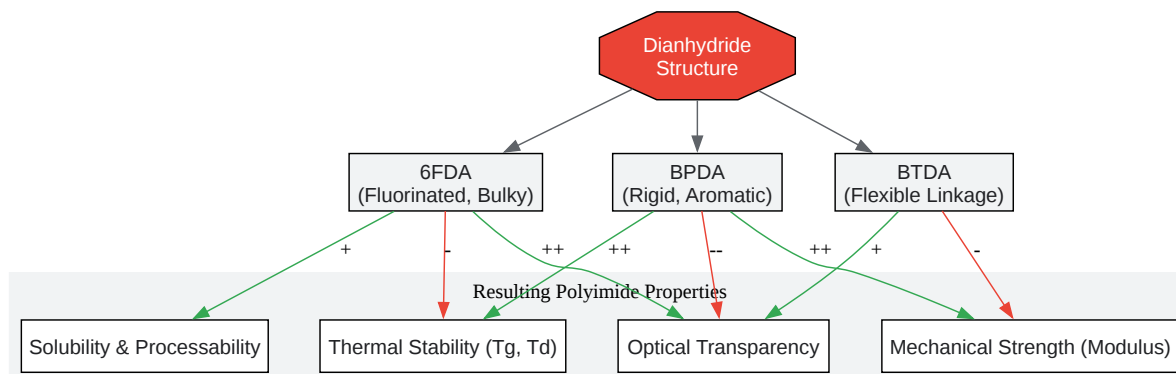 Dianhydride
Structure
6FDA
(Fluorinated, Bulky)
BPDA
(Rigid, Aromatic)
BTDA
(Flexible Linkage)
+
-
++
++
--
++
+
-
Resulting Polyimide Properties
Solubility & Processability
Thermal Stability (Tg, Td)
Optical Transparency
Mechanical Strength (Modulus)